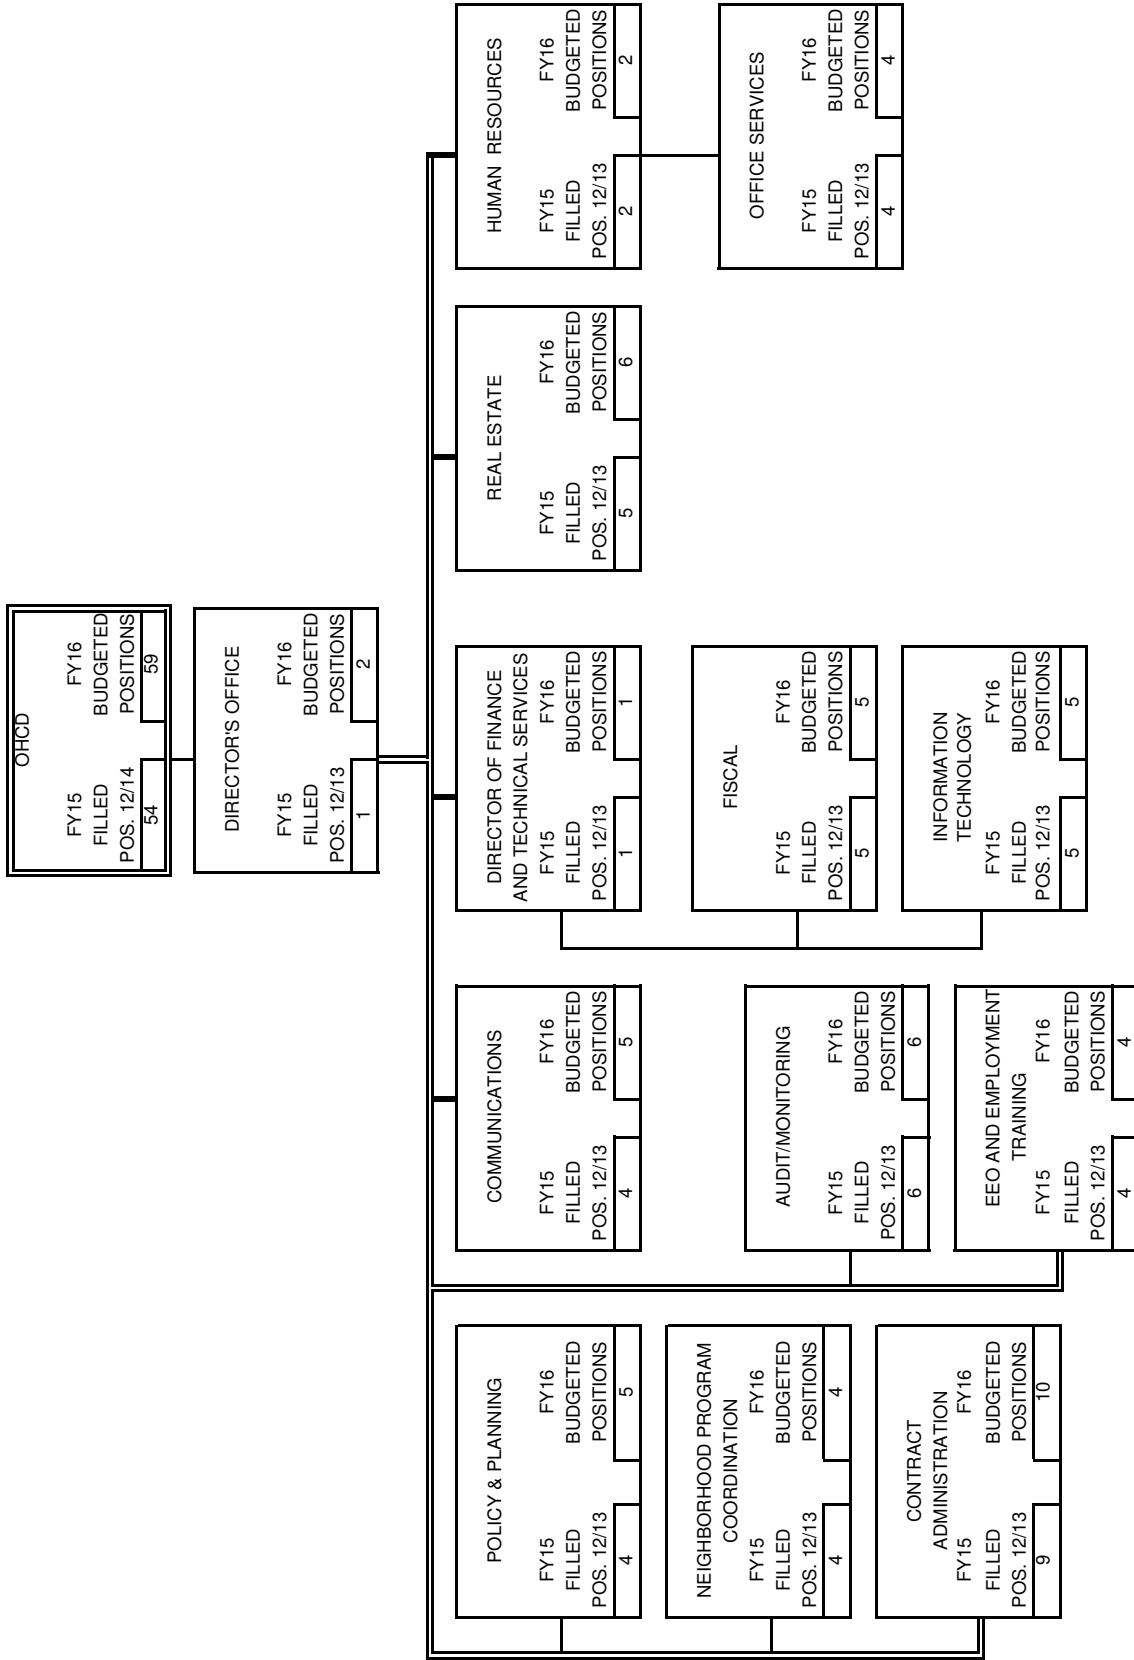 OHCD
FY15 FY16
FILLED BUDGETED
POS. 12/14 POSITIONS
54 59
DIRECTOR'S OFFICE
FY15 FY16
FILLED BUDGETED
POS. 12/13 POSITIONS
1 2
POLICY & PLANNING
FY15 FY16
FILLED BUDGETED
POS. 12/13 POSITIONS
4 5
NEIGHBORHOOD PROGRAM
COORDINATION
FY15 FY16
FILLED BUDGETED
POS. 12/13 POSITIONS
4 4
CONTRACT
ADMINISTRATION
FY15 FY16
FILLED BUDGETED
POS. 12/13 POSITIONS
9 10
COMMUNICATIONS
FY15 FY16
FILLED BUDGETED
POS. 12/13 POSITIONS
4 5
AUDIT/MONITORING
FY15 FY16
FILLED BUDGETED
POS. 12/13 POSITIONS
6 6
EEO AND EMPLOYMENT
TRAINING
FY15 FY16
FILLED BUDGETED
POS. 12/13 POSITIONS
4 4
DIRECTOR OF FINANCE
AND TECHNICAL SERVICES
FY15 FY16
FILLED BUDGETED
POS. 12/13 POSITIONS
1 1
FISCAL
FY15 FY16
FILLED BUDGETED
POS. 12/13 POSITIONS
5 5
INFORMATION
TECHNOLOGY
FY15 FY16
FILLED BUDGETED
POS. 12/13 POSITIONS
5 5
REAL ESTATE
FY15 FY16
FILLED BUDGETED
POS. 12/13 POSITIONS
5 6
HUMAN RESOURCES
FY15 FY16
FILLED BUDGETED
POS. 12/13 POSITIONS
2 2
OFFICE SERVICES
FY15 FY16
FILLED BUDGETED
POS. 12/13 POSITIONS
4 4